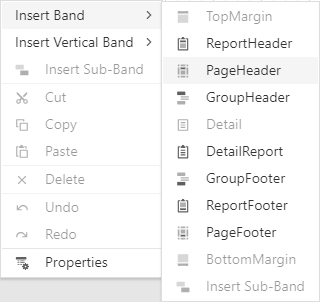 Insert Band
Insert Vertical Band
Insert Sub-Band
Cut
Copy
Paste
Delete
Undo
Redo
Properties
TopMargin
ReportHeader
PageHeader
GroupHeader
Detail
DetailReport
GroupFooter
ReportFooter
PageFooter
BottomMargin
Insert Sub-Band